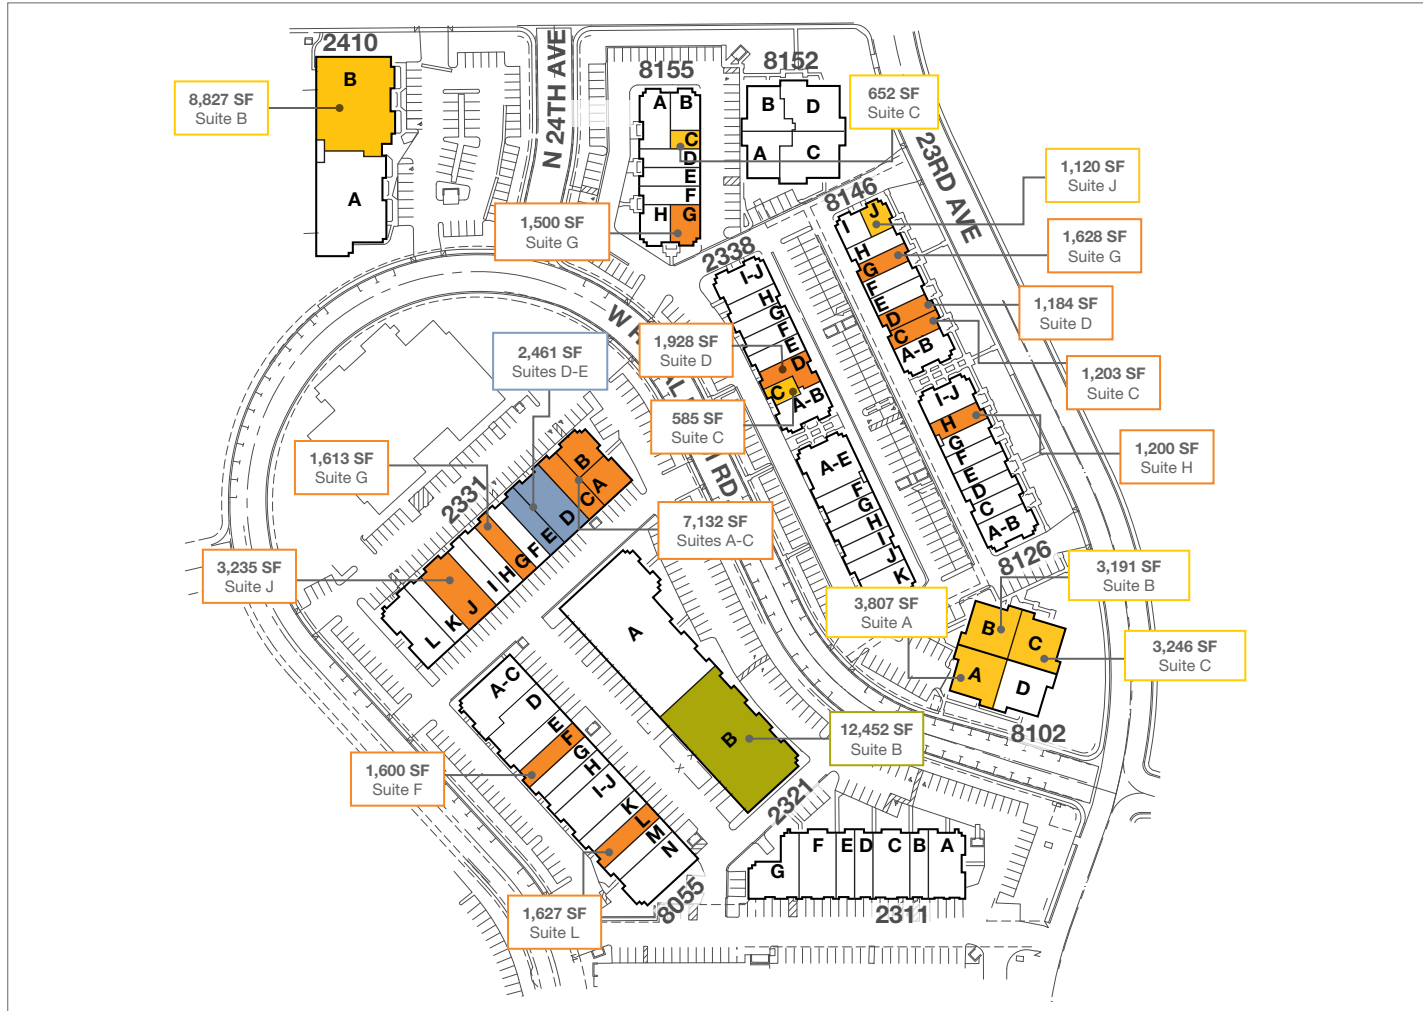 2410
B
A
8,827 SF
Suite B
N 24TH AVE
8155
A
B
C
D
E
F
H
G
1,500 SF
Suite G
8152
B
D
A
C
652 SF
Suite C
23RD AVE
8146
J
I
H
G
F
E
D
C
A-B
1,120 SF
Suite J
1,628 SF
Suite G
1,184 SF
Suite D
1,203 SF
Suite C
2338
I-J
H
G
F
E
D
C
A-B
1,928 SF
Suite D
585 SF
Suite C
A-E
F
G
H
I
J
K
I-J
H
G
F
E
D
C
A-B
8126
1,200 SF
Suite H
2,461 SF
Suites D-E
1,613 SF
Suite G
2331
B
A
C
D
E
F
G
H
I
J
K
L
7,132 SF
Suites A-C
3,235 SF
Suite J
3,191 SF
Suite B
3,807 SF
Suite A
3,246 SF
Suite C
B
C
A
D
8102
A
B
12,452 SF
Suite B
2321
A-C
D
E
F
G
H
I-J
K
L
M
N
1,600 SF
Suite F
1,627 SF
Suite L
8055
G
F
E
D
C
B
A
2311